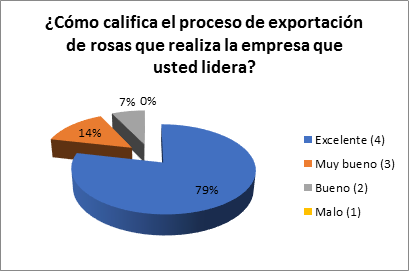 ¿Cómo califica el proceso de exportación
de rosas que realiza la empresa que
usted lidera?
7% 0%
14%
79%
Excelente (4)
Muy bueno (3)
Bueno (2)
Malo (1)